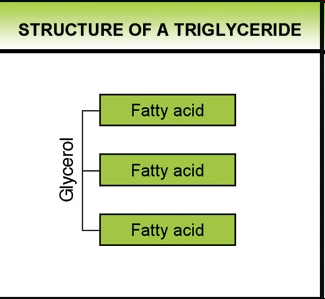 STRUCTURE OF A TRIGLYCERIDE
Glycerol
Fatty acid
Fatty acid
Fatty acid